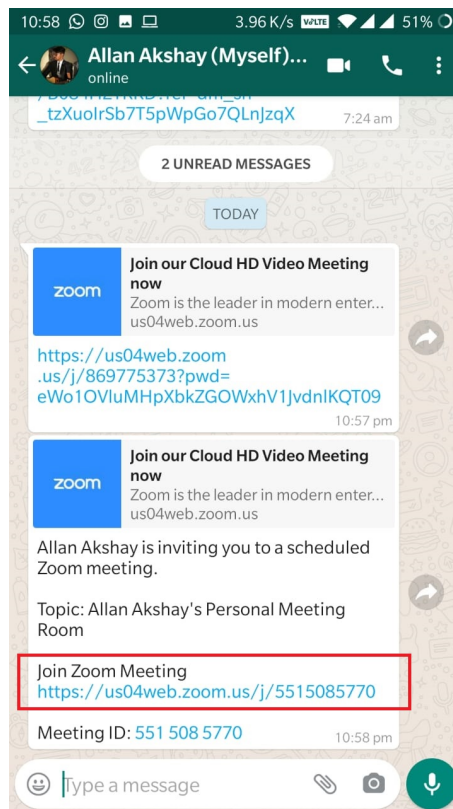 10:58 3.96 K/s VoLTE 51%
Allan Akshay (Myself)...
online
_tzXuoIrSb7T5pWpGo7QLnJzqX 7:24 am
2 UNREAD MESSAGES
TODAY
zoom
Join our Cloud HD Video Meeting
now
Zoom is the leader in modern enter...
us04web.zoom.us
https://us04web.zoom
.us/j/869775373?pwd=
eWo1OVluMHpXbkZGOWxhV1JvdnlKQT09
10:57 pm
zoom
Join our Cloud HD Video Meeting
now
Zoom is the leader in modern enter...
us04web.zoom.us
Allan Akshay is inviting you to a scheduled
Zoom meeting.
Topic: Allan Akshay's Personal Meeting
Room
Join Zoom Meeting
https://us04web.zoom.us/j/5515085770
Meeting ID: 551 508 5770 10:58 pm
Type a message